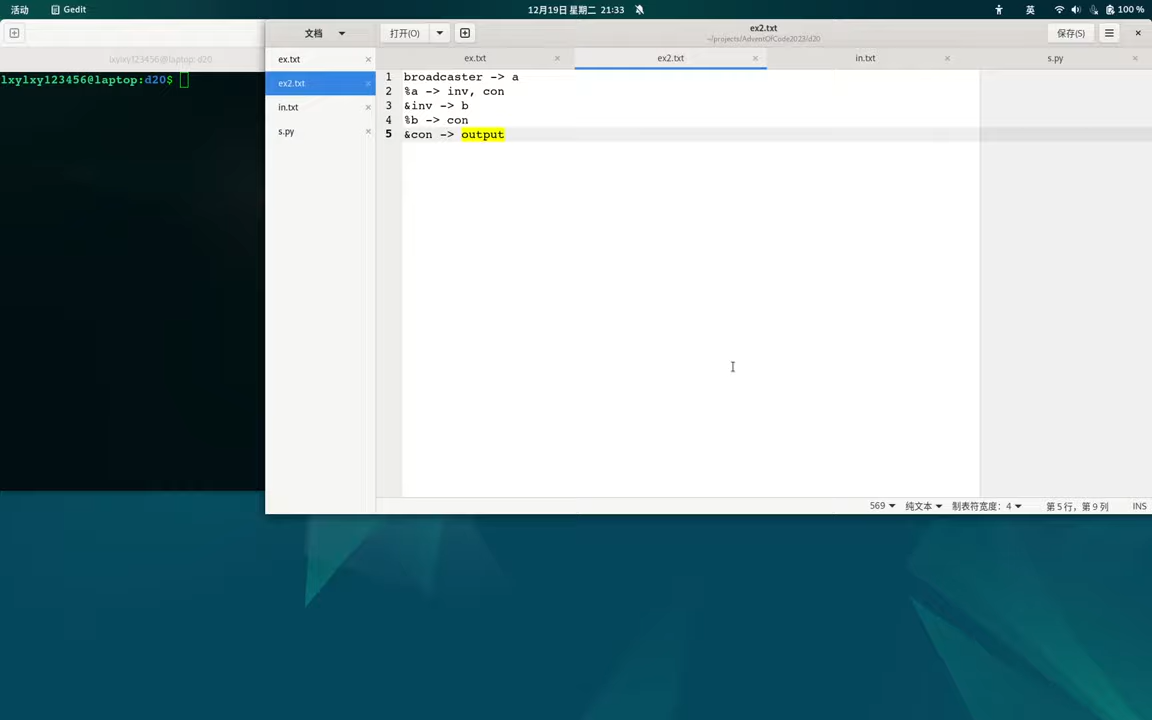 活动 Gedit 12月19日 星期二 21:33 英 100 %
文档 打开(O) ex2.txt 保存(S)
~/projects/AdventOfCode2023/d20
lxylxy123456@laptop: d20
ex.txt ex.txt ex2.txt in.txt s.py
ex2.txt
in.txt
s.py
lxylxy123456@laptop:d20$
1 broadcaster -> a
2 %a -> inv, con
3 &inv -> b
4 %b -> con
5 &con -> output
569 纯文本 制表符宽度: 4 第 5 行，第 9 列 INS